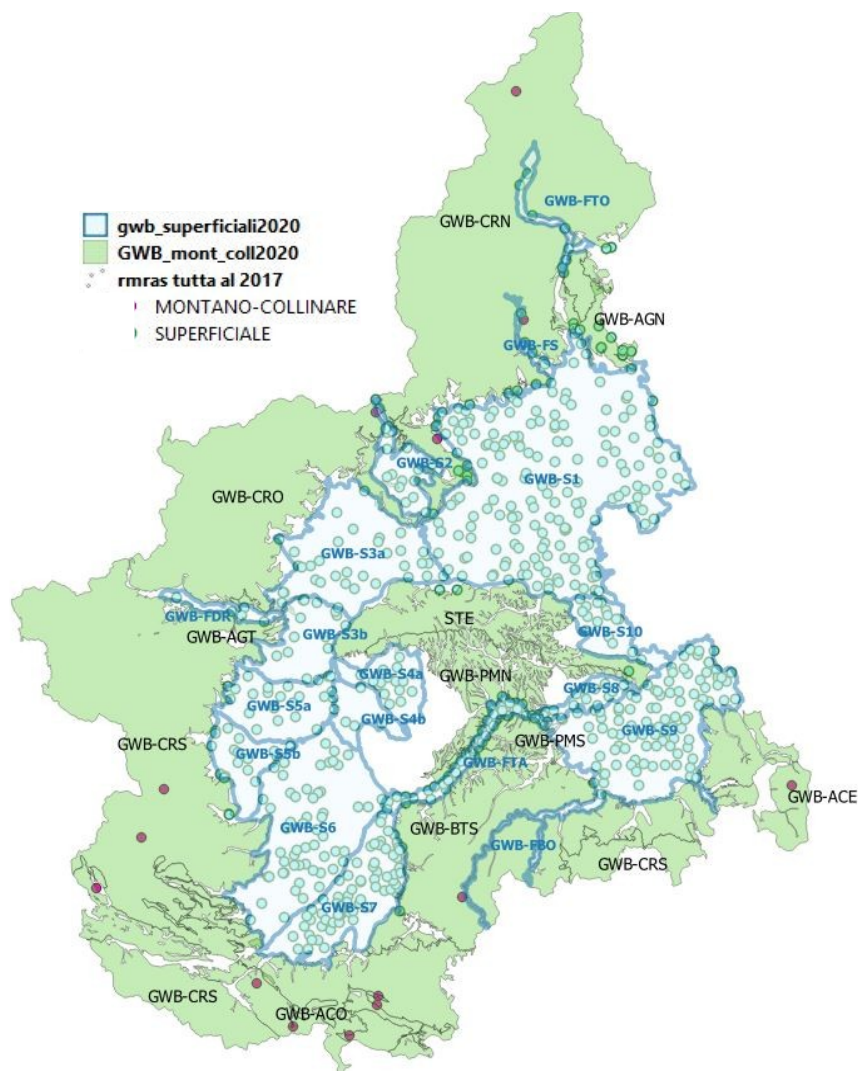 GWB-FTO
GWB-CRN
gwb_superficiali2020
GWB_mont_coll2020
rmras tutta al 2017
MONTANO-COLLINARE
SUPERFICIALE
GWB-AGN
GWB-FS
GWB-S2
GWB-S1
GWB-CRO
GWB-S3a
GWB-FDR
STE
GWB-S10
GWB-AGT
GWB-S3b
GWB-S4a
GWB-PMN
GWB-S8
GWB-S5a
GWB-S4b
GWB-CRS
GWB-S9
GWB-PMS
GWB-S5b
GWB-FTA
GWB-ACE
GWB-S6
GWB-BTS
GWB-FBO
GWB-CRS
GWB-S7
GWB-CRS
GWB-ACO